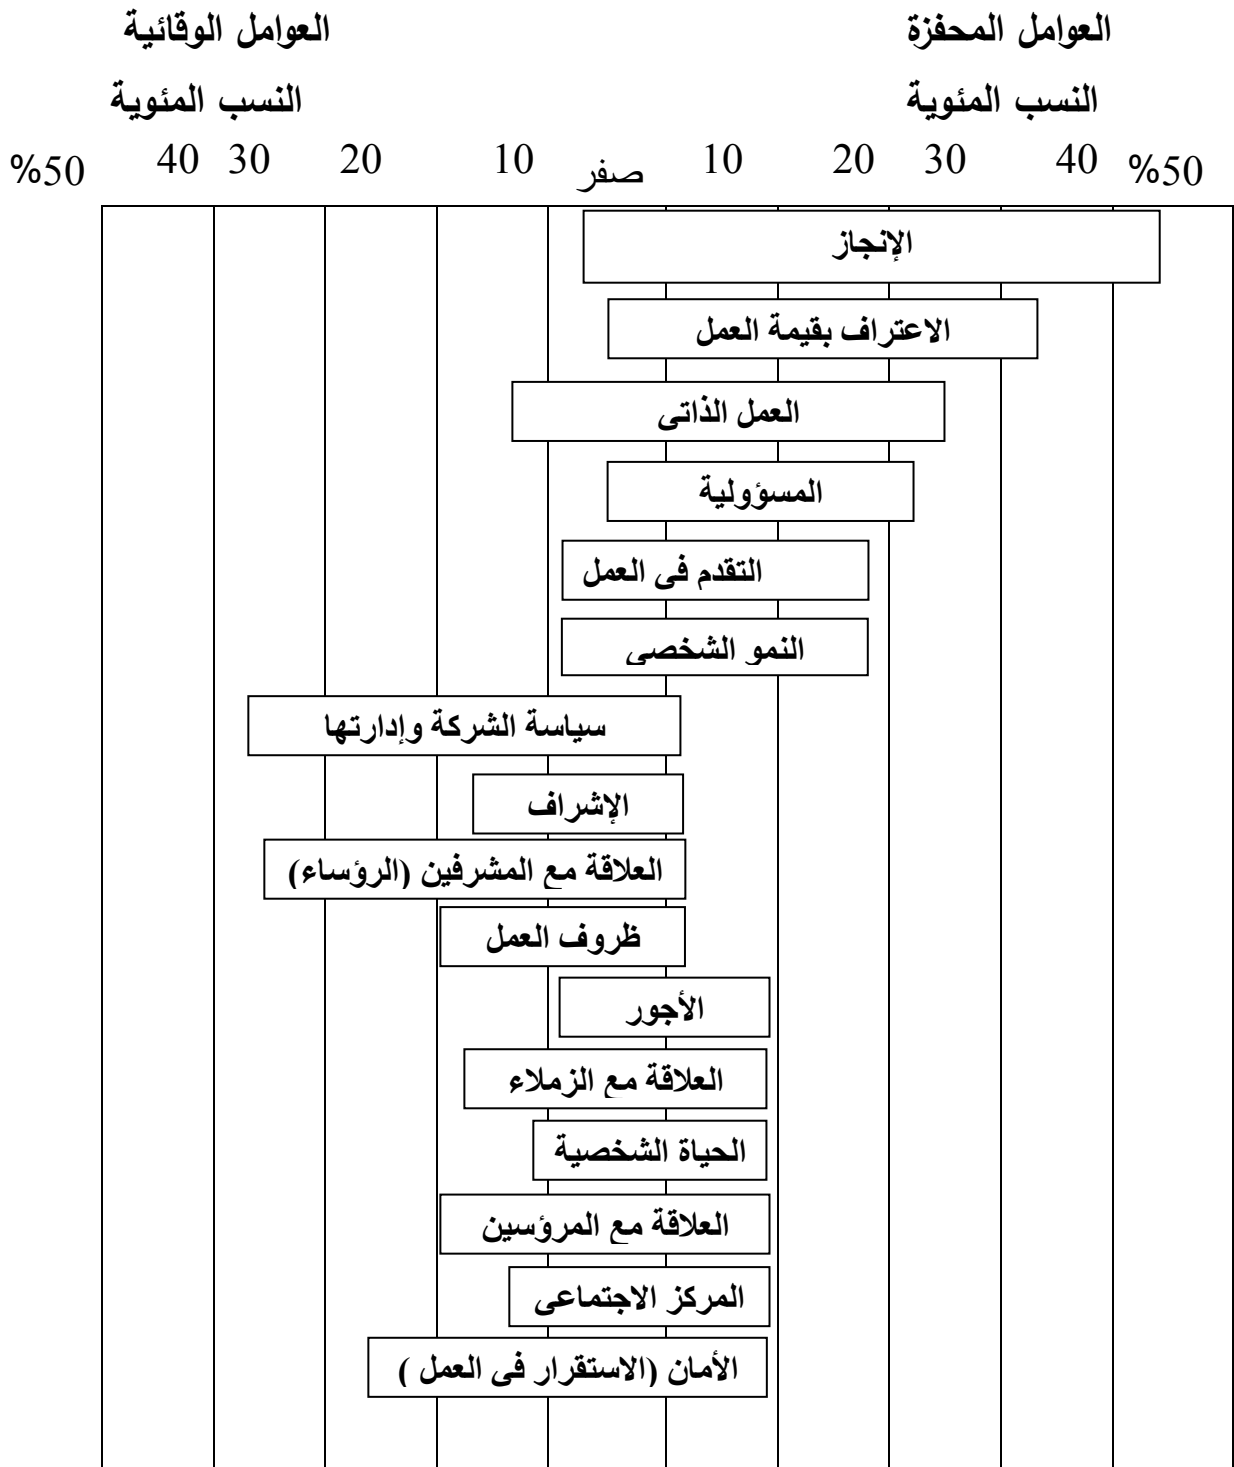 العوامل المحفزة العوامل الوقائية
النسب المئوية النسب المئوية
%50 40 30 20 10 صفر 10 20 30 40 %50
الإنجاز
الاعتراف بقيمة العمل
العمل الذاتى
المسؤولية
التقدم فى العمل
النمو الشخصى
سياسة الشركة وإدارتها
الإشراف
العلاقة مع المشرفين (الرؤساء)
ظروف العمل
الأجور
العلاقة مع الزملاء
الحياة الشخصية
العلاقة مع المرؤسين
المركز الاجتماعى
الأمان (الاستقرار فى العمل )